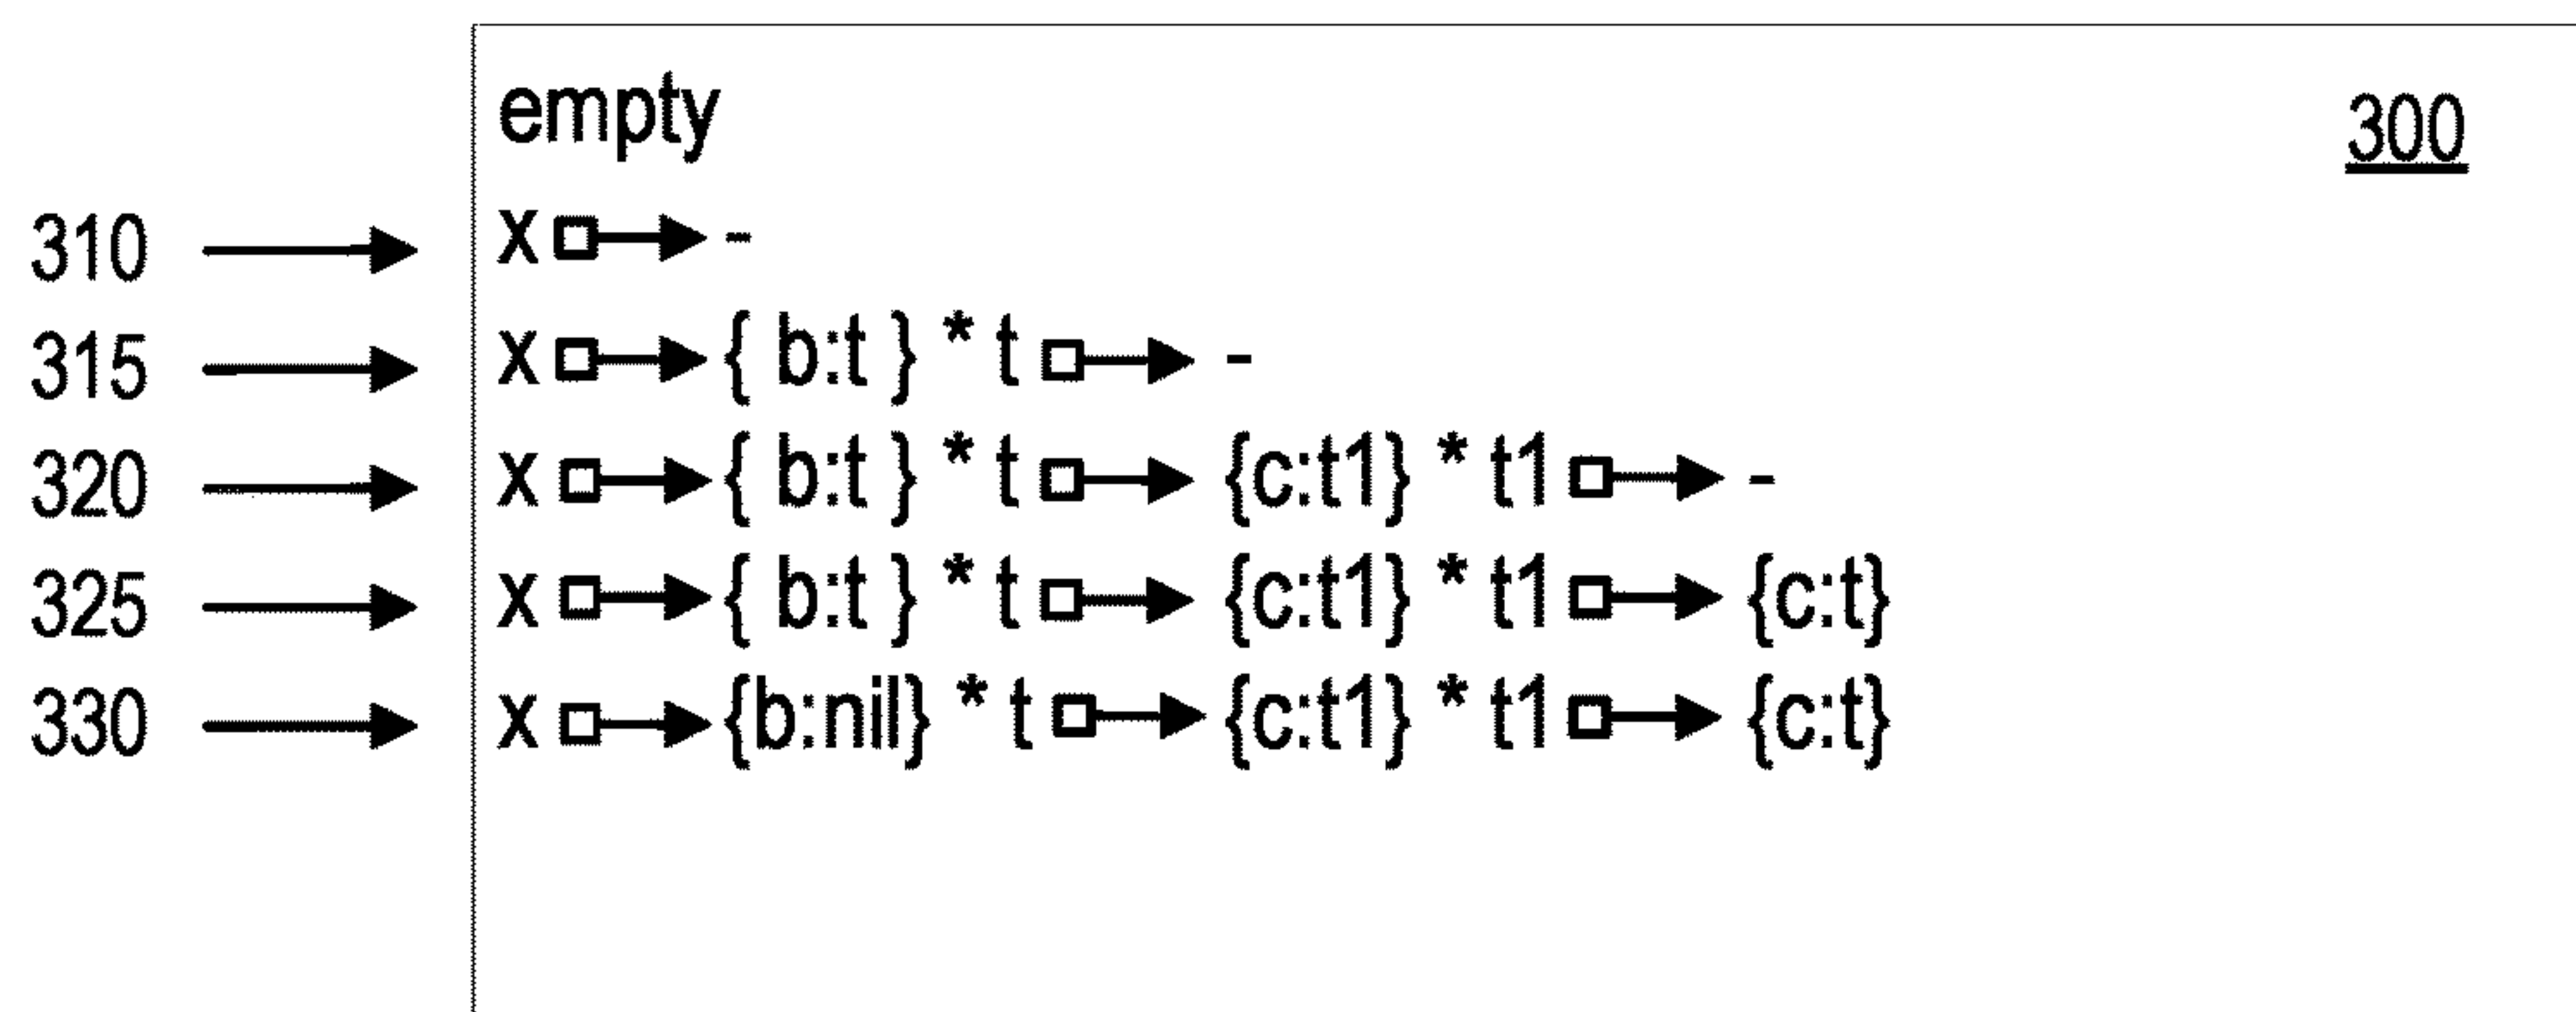 empty 300
310 x -
315 x { b:t } * t -
320 x { b:t } * t {c:t1} * t1 -
325 x { b:t } * t {c:t1} * t1 {c:t}
330 x {b:nil} * t {c:t1} * t1 {c:t}